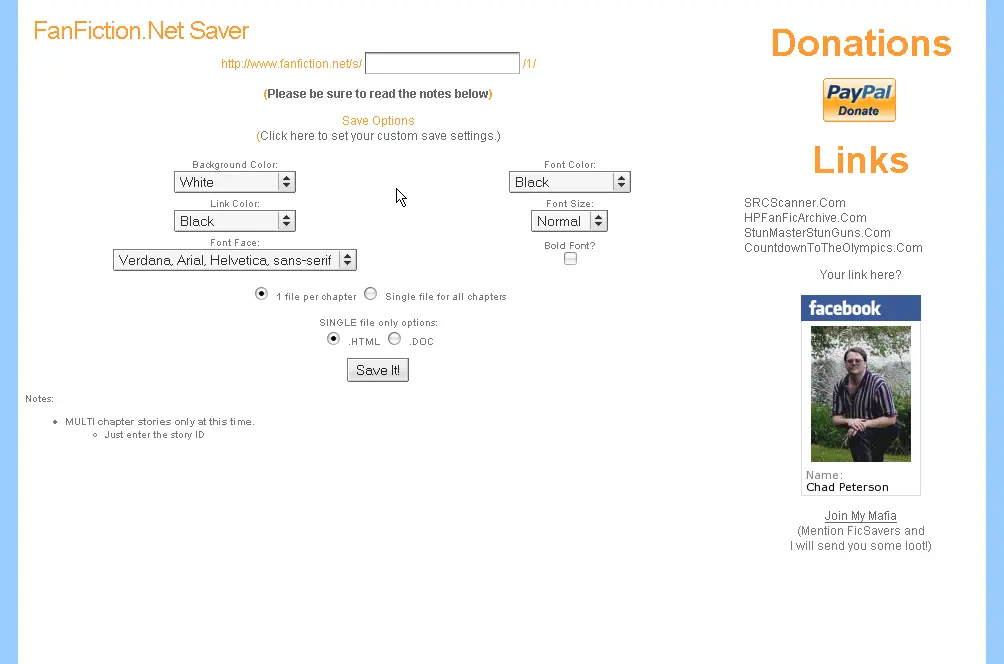 FanFiction.Net Saver
http://www.fanfiction.net/s/ /1/
(Please be sure to read the notes below)
Save Options
(Click here to set your custom save settings.)
Background Color:
White
Font Color:
Black
Link Color:
Black
Font Size:
Normal
Font Face:
Verdana, Arial, Helvetica, sans-serif
Bold Font?
1 file per chapter Single file for all chapters
SINGLE file only options:
.HTML .DOC
Save It!
Notes:
MULTI chapter stories only at this time.
Just enter the story ID
Donations
PayPal
Donate
Links
SRCScanner.Com
HPFanFicArchive.Com
StunMasterStunGuns.Com
CountdownToTheOlympics.Com
Your link here?
facebook
Name:
Chad Peterson
Join My Mafia
(Mention FicSavers and
I will send you some loot!)